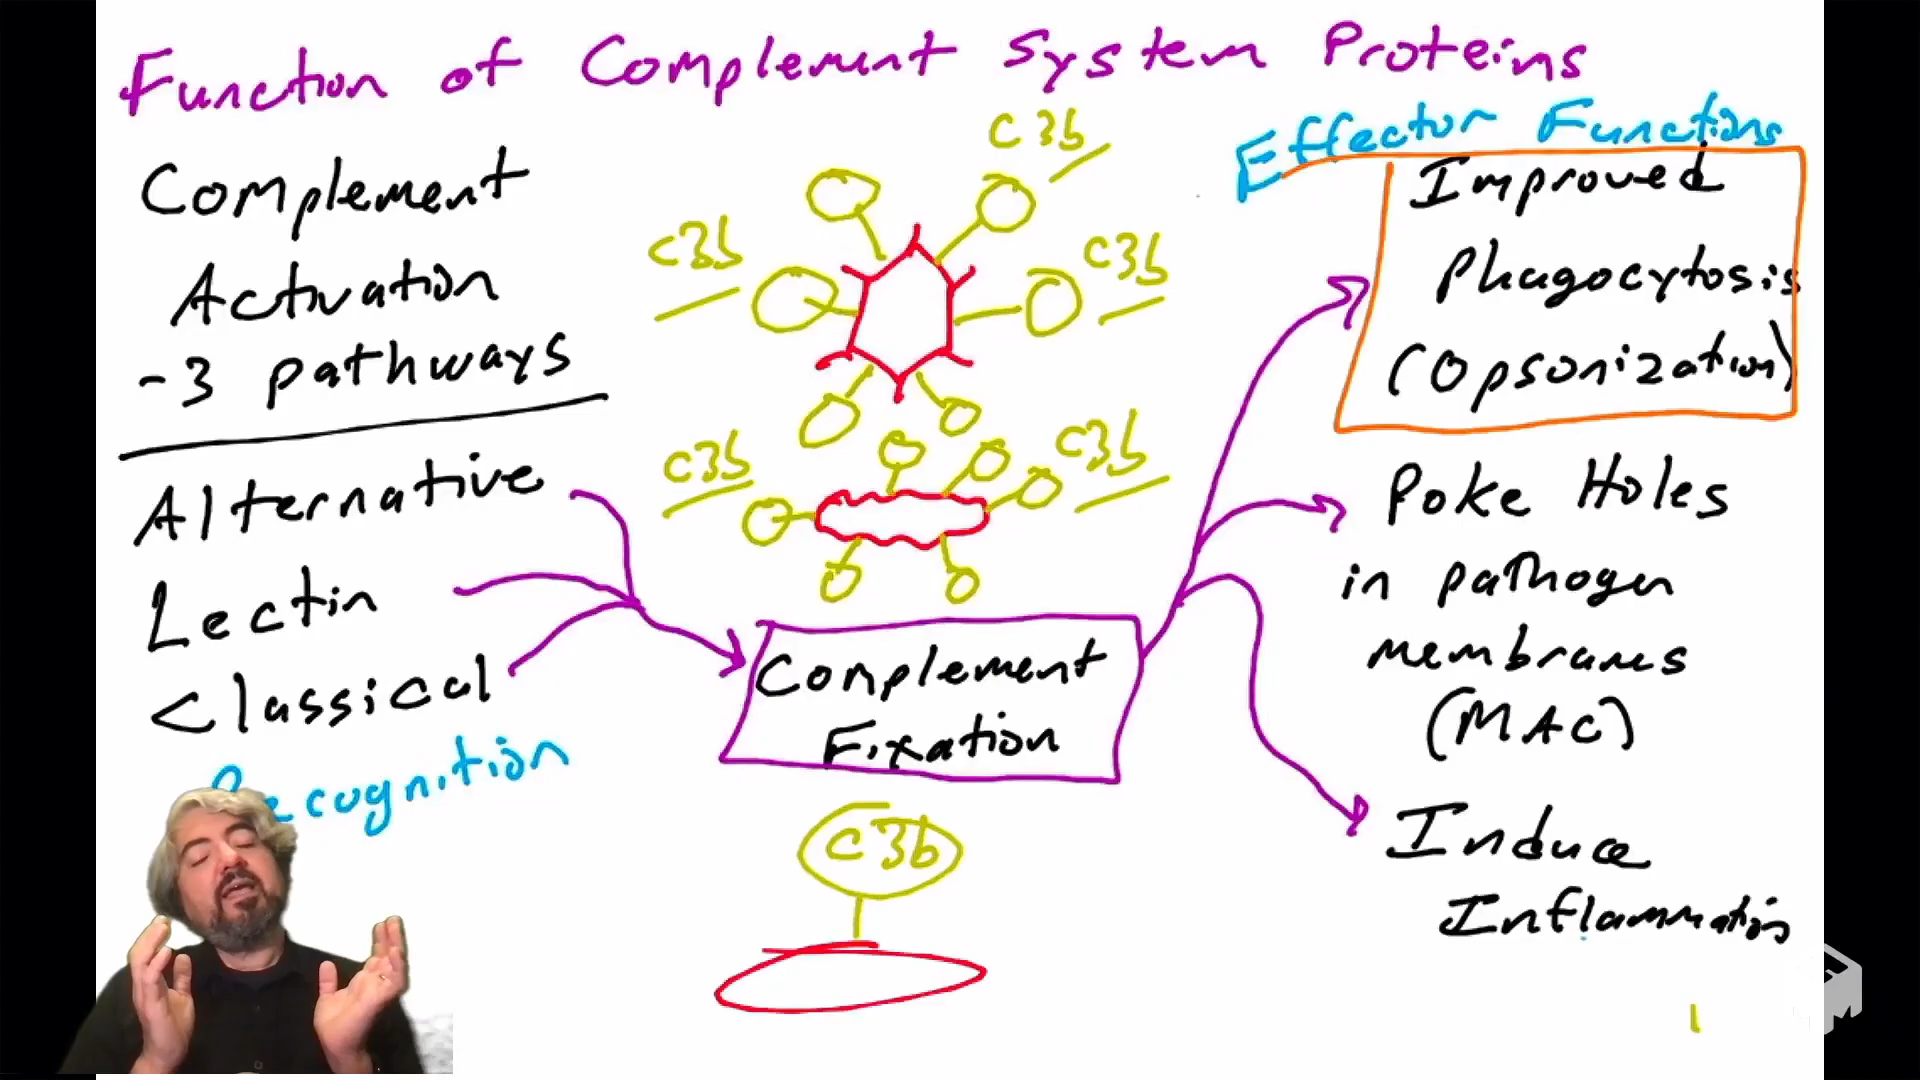 Function of Complement System Proteins
Complement
Activation
-3 pathways
Alternative
Lectin
Classical
Recognition
C3b
C3b
C3b
C3b
C3b
Complement
Fixation
C3b
Effector Functions
Improved
Phagocytosis
(Opsonization)
Poke Holes
in pathogen
membranes
(MAC)
Induce
Inflammation